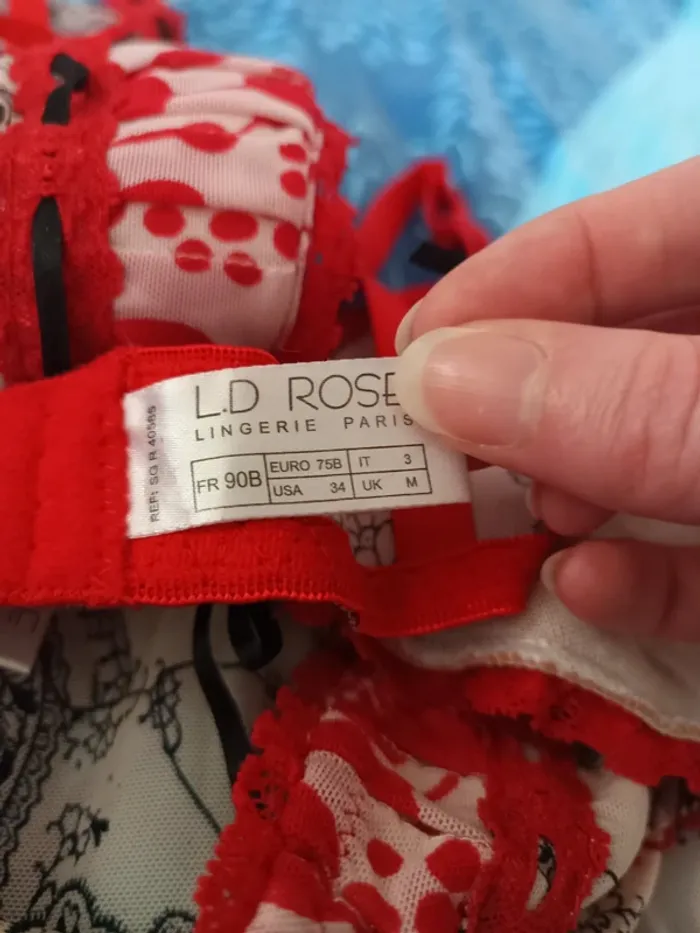 L.D ROSE
LINGERIE PARIS
REF: SG R 40585
FR 90B
EURO 75B IT 3
USA 34 UK M